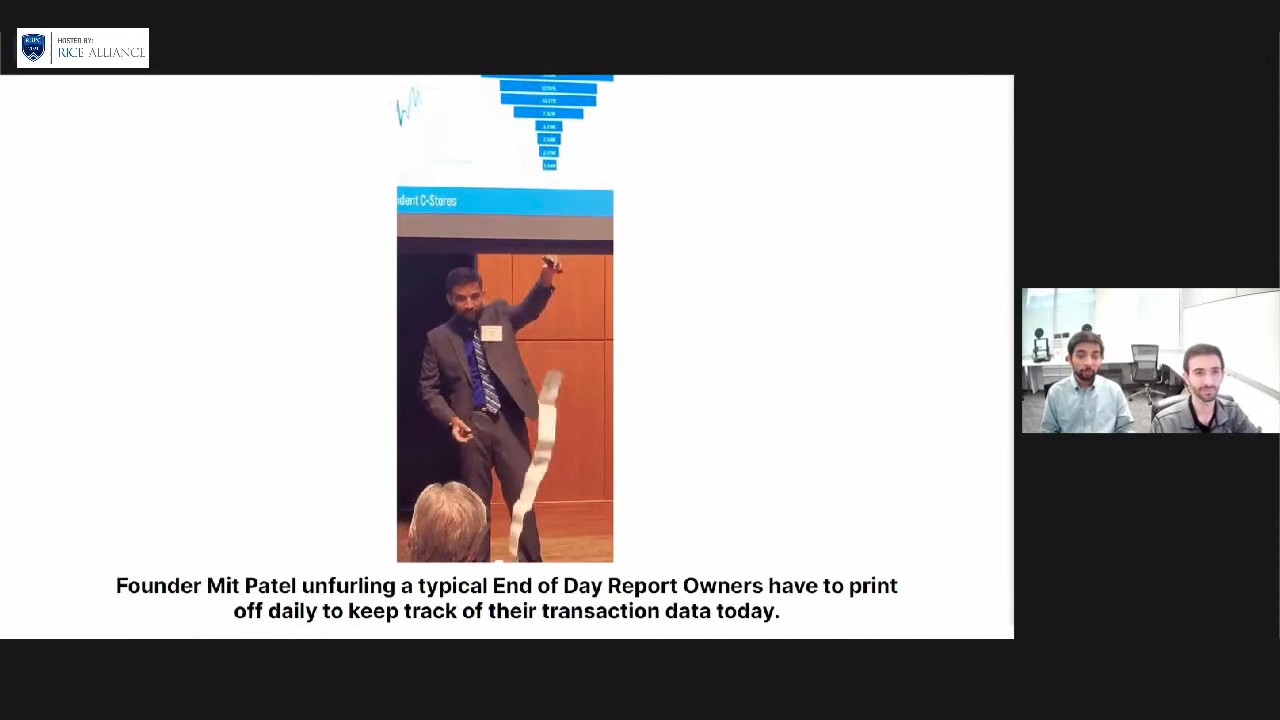 HOSTED BY:
RICE ALLIANCE
ndent C-Stores
Founder Mit Patel unfurling a typical End of Day Report Owners have to print
off daily to keep track of their transaction data today.